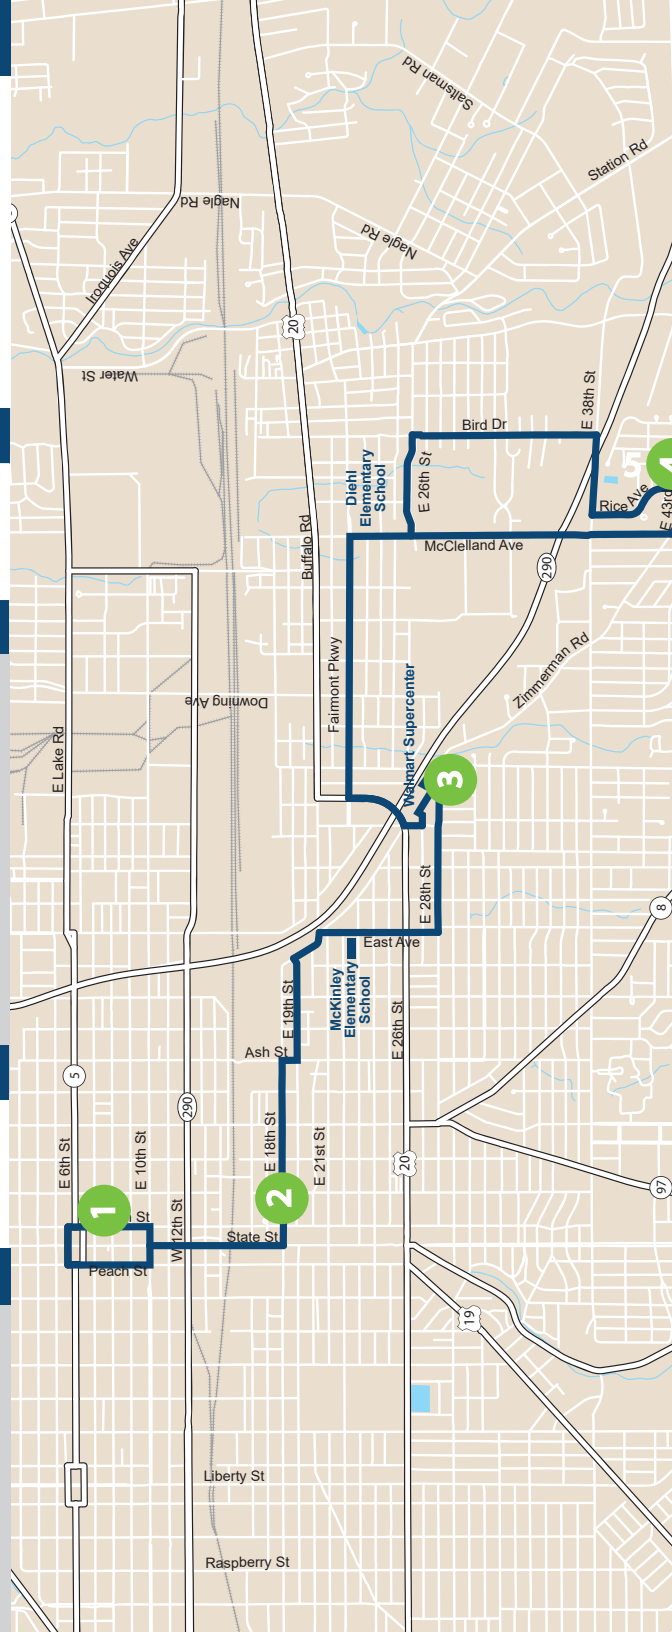 Saltsman Rd
Station Rd
Nagle Rd
Nagle Rd
Iroquois Ave
20
Water St
E 38th St
Bird Dr
Diehl
Elementary
School
E 26th St
5
4
Rice Ave
E 43rd
McClelland Ave
Buffalo Rd
290
Fairmont Pkwy
Zimmerman Rd
Downing Ave
E Lake Rd
Walmart Supercenter
3
E 28th St
8
East Ave
McKinley
Elementary
School
E 19th St
E 26th St
Ash St
5
290
E 6th St
E 10th St
E 18th St
E 21st St
20
97
1
2
St
W 12th St
State St
Peach St
19
Liberty St
Raspberry St